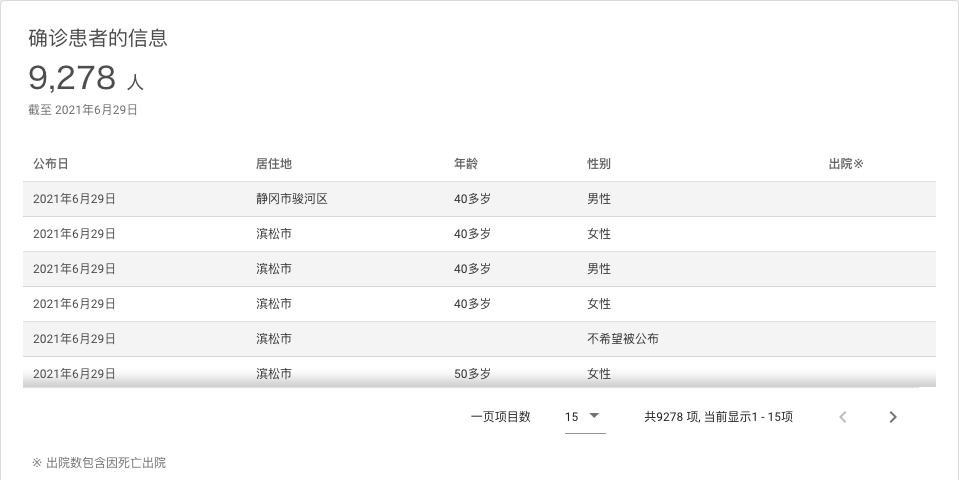 确诊患者的信息
9,278 人
截至 2021年6月29日
公布日 居住地 年龄 性别 出院※
2021年6月29日 静冈市骏河区 40多岁 男性
2021年6月29日 滨松市 40多岁 女性
2021年6月29日 滨松市 40多岁 男性
2021年6月29日 滨松市 40多岁 女性
2021年6月29日 滨松市 不希望被公布
2021年6月29日 滨松市 50多岁 女性
一页项目数 15 共9278 项, 当前显示1 - 15项
※ 出院数包含因死亡出院